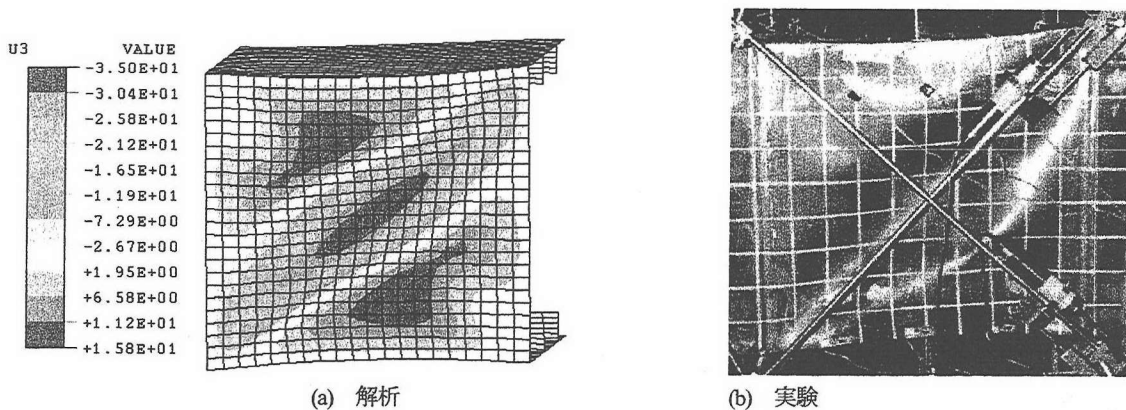 U3 VALUE
-3.50E+01
-3.04E+01
-2.58E+01
-2.12E+01
-1.65E+01
-1.19E+01
-7.29E+00
-2.67E+00
+1.95E+00
+6.58E+00
+1.12E+01
+1.58E+01
(a) 解析
(b) 実験